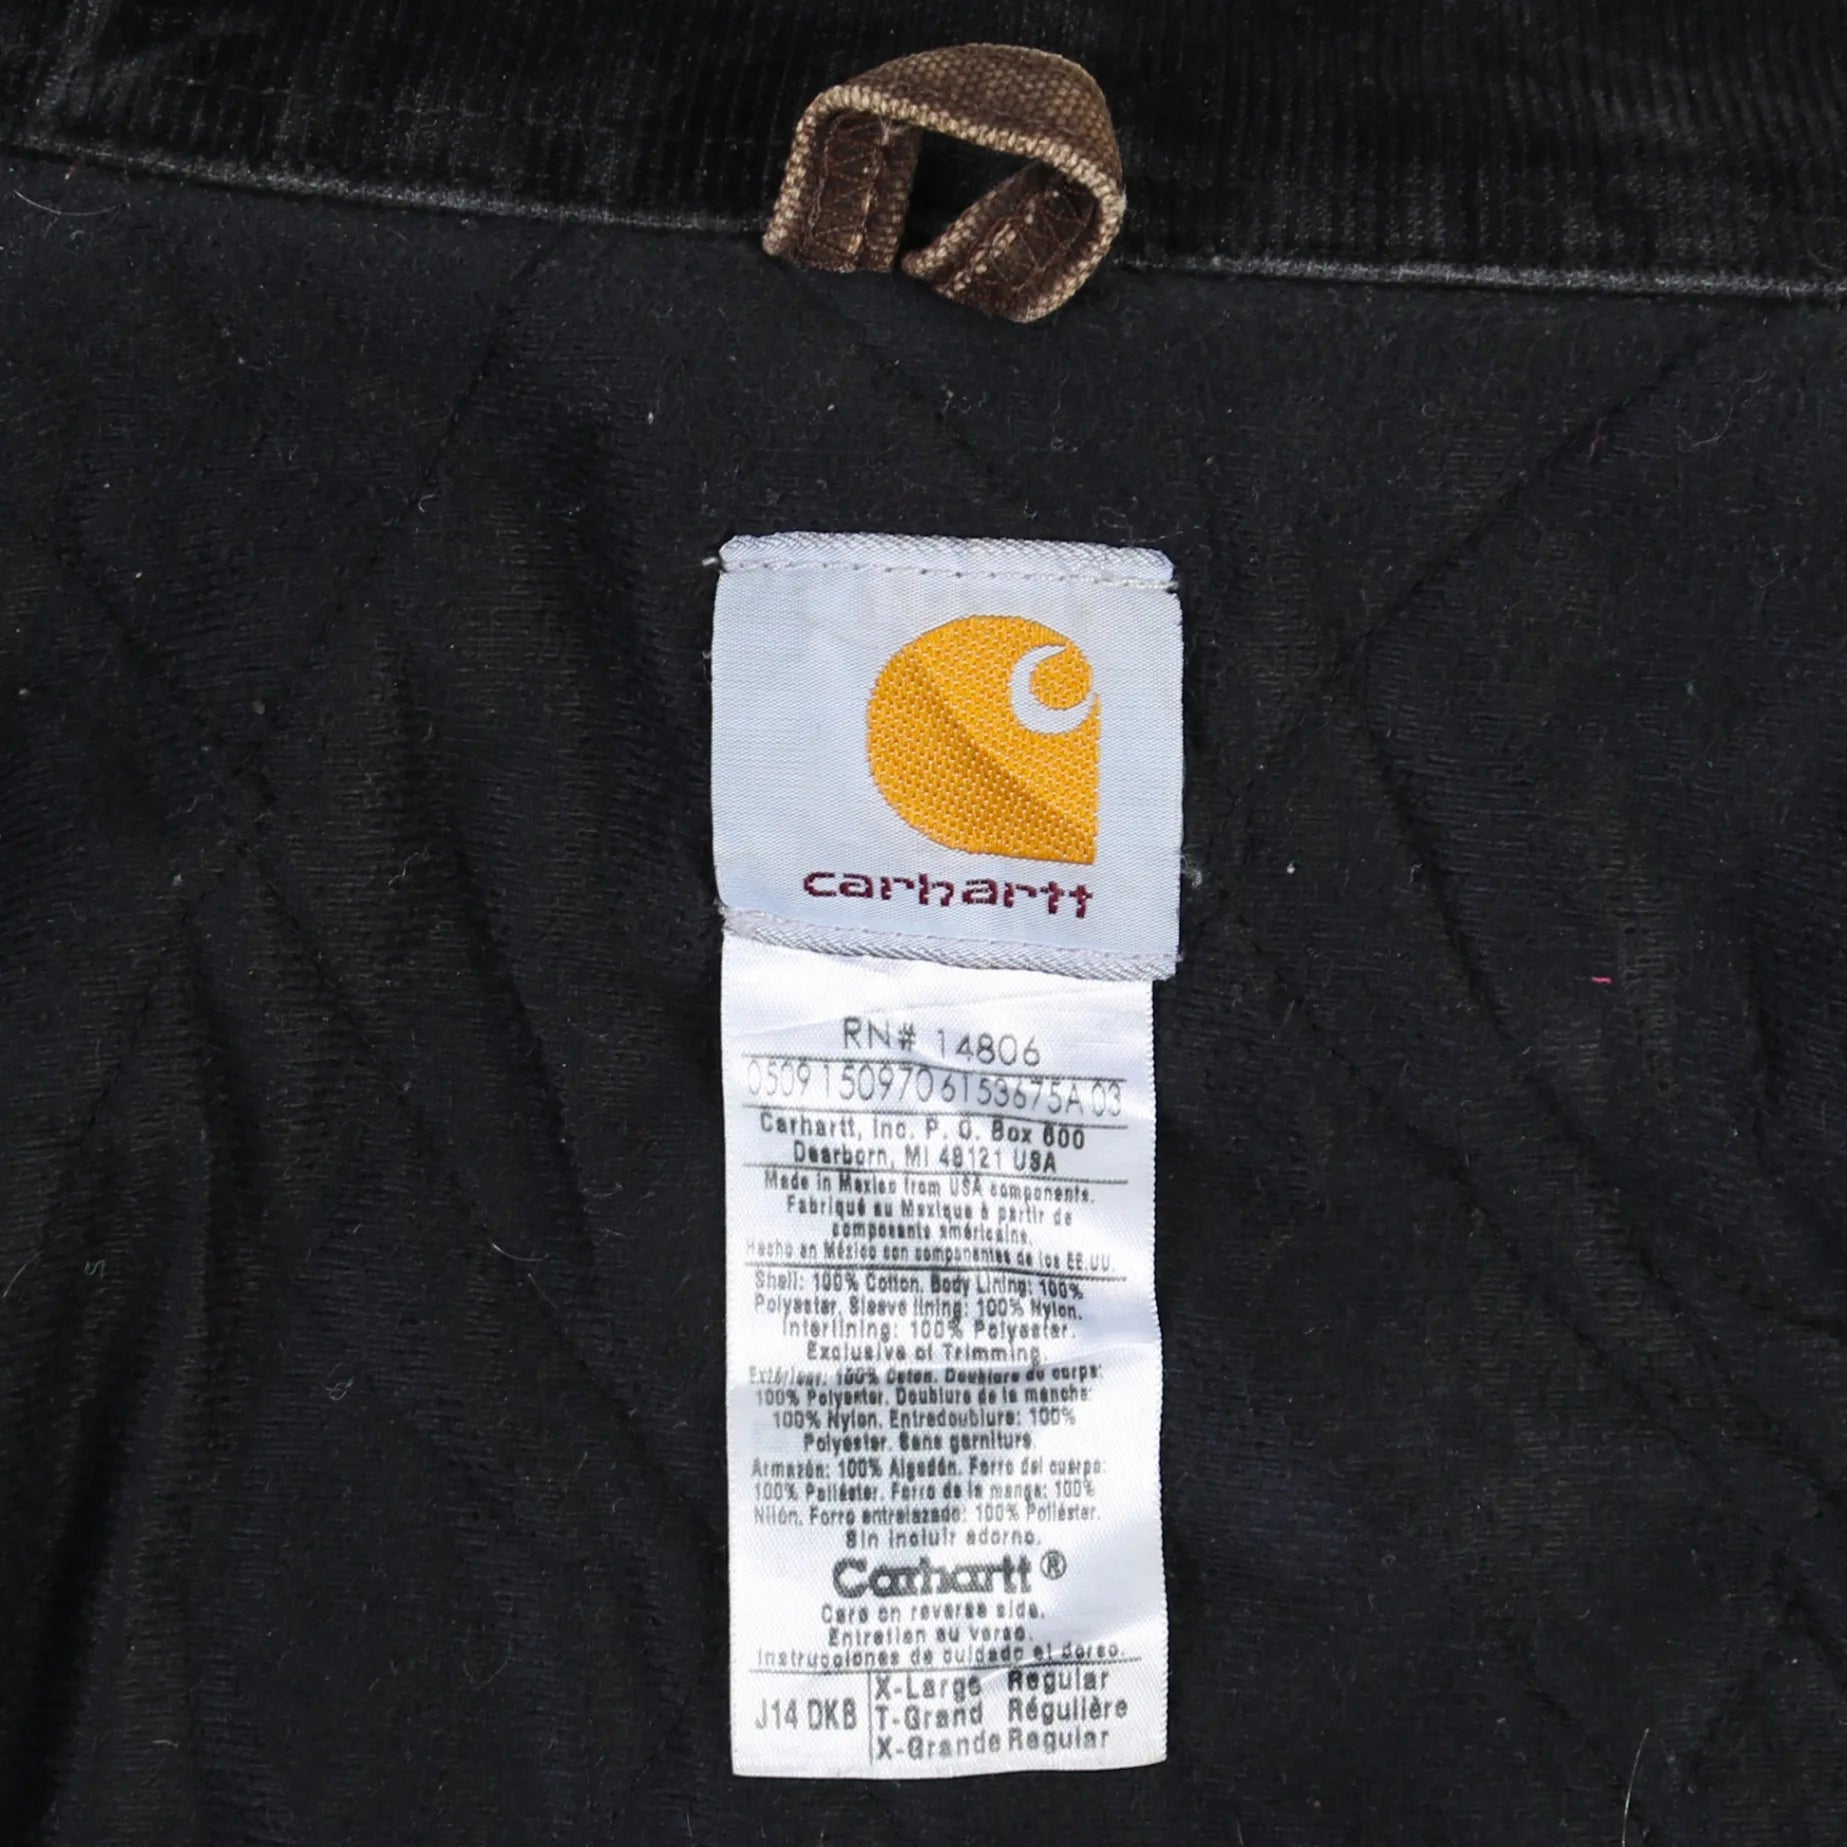 carhartt
RN# 14806
05091509706153675A 03
Carhartt, Inc. P. O. Box 600
Dearborn, MI 48121 USA
Made in Mexico from USA components.
Fabriqué au Mexique à partir de
composants américains.
Hecho en México con componentes de los EE.UU.
Shell: 100% Cotton. Body Lining: 100%
Polyester. Sleeve lining: 100% Nylon.
Interlining: 100% Polyester.
Exclusive of Trimming.
Extérieur: 100% Coton. Doublure du corps:
100% Polyester. Doublure de la manche:
100% Nylon. Entredoublure: 100%
Polyester. Sans garniture.
Armazón: 100% Algodón. Forro del cuerpo:
100% Poliéster. Forro de la manga: 100%
Nilón. Forro entrelazado: 100% Poliéster.
Sin incluir adorno.
Carhartt®
Care on reverse side.
Entretien au verso.
Instrucciones de cuidado el dorso.
J14 DKB
X-Large Regular
T-Grand Régulière
X-Grande Regular